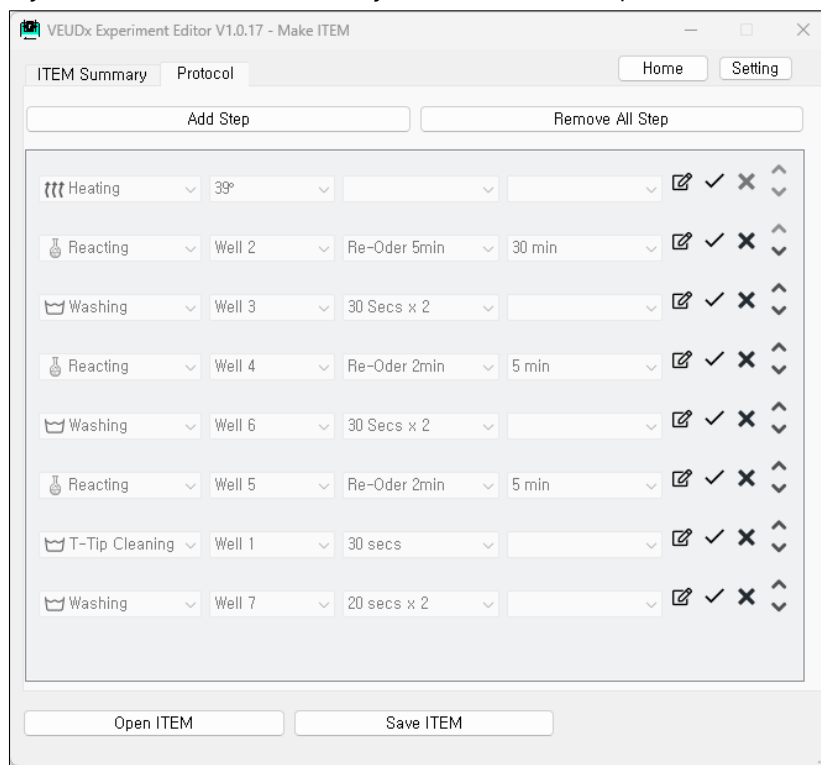 VEUDx Experiment Editor V1.0.17 - Make ITEM
ITEM Summary Protocol Home Setting
Add Step Remove All Step
Heating 39º
Reacting Well 2 Re-Oder 5min 30 min
Washing Well 3 30 Secs x 2
Reacting Well 4 Re-Oder 2min 5 min
Washing Well 6 30 Secs x 2
Reacting Well 5 Re-Oder 2min 5 min
T-Tip Cleaning Well 1 30 secs
Washing Well 7 20 secs x 2
Open ITEM Save ITEM